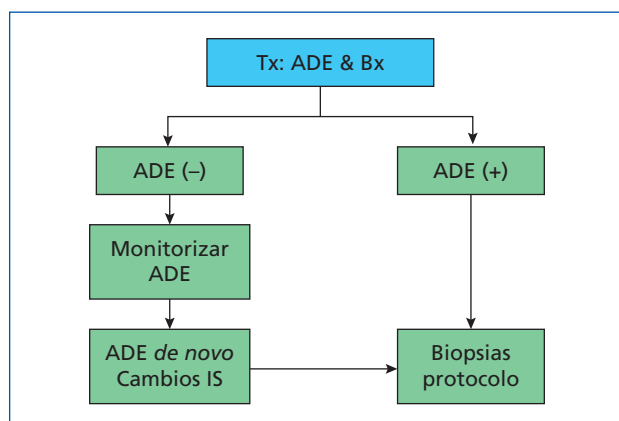 Tx: ADE & Bx
ADE (–)
ADE (+)
Monitorizar
ADE
ADE de novo
Cambios IS
Biopsias
protocolo